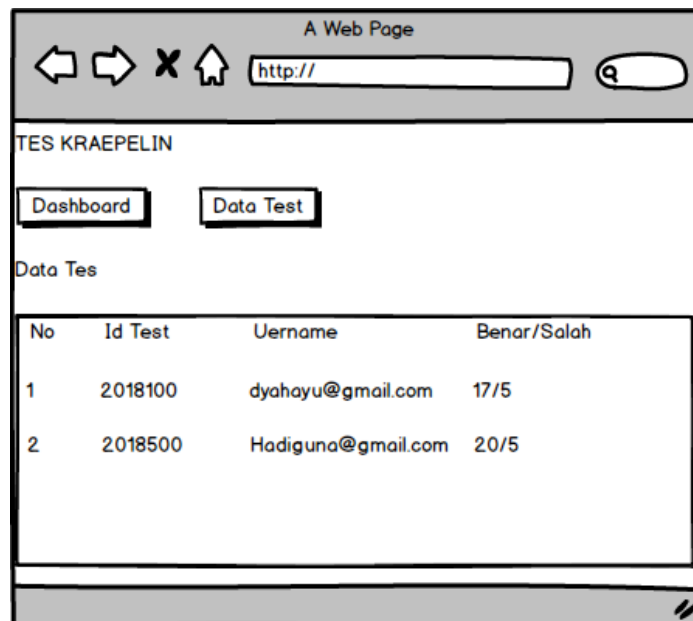 A Web Page
http://
TES KRAEPELIN
Dashboard Data Test
Data Tes
No Id Test Uername Benar/Salah
1 2018100 dyahayu@gmail.com 17/5
2 2018500 Hadiguna@gmail.com 20/5